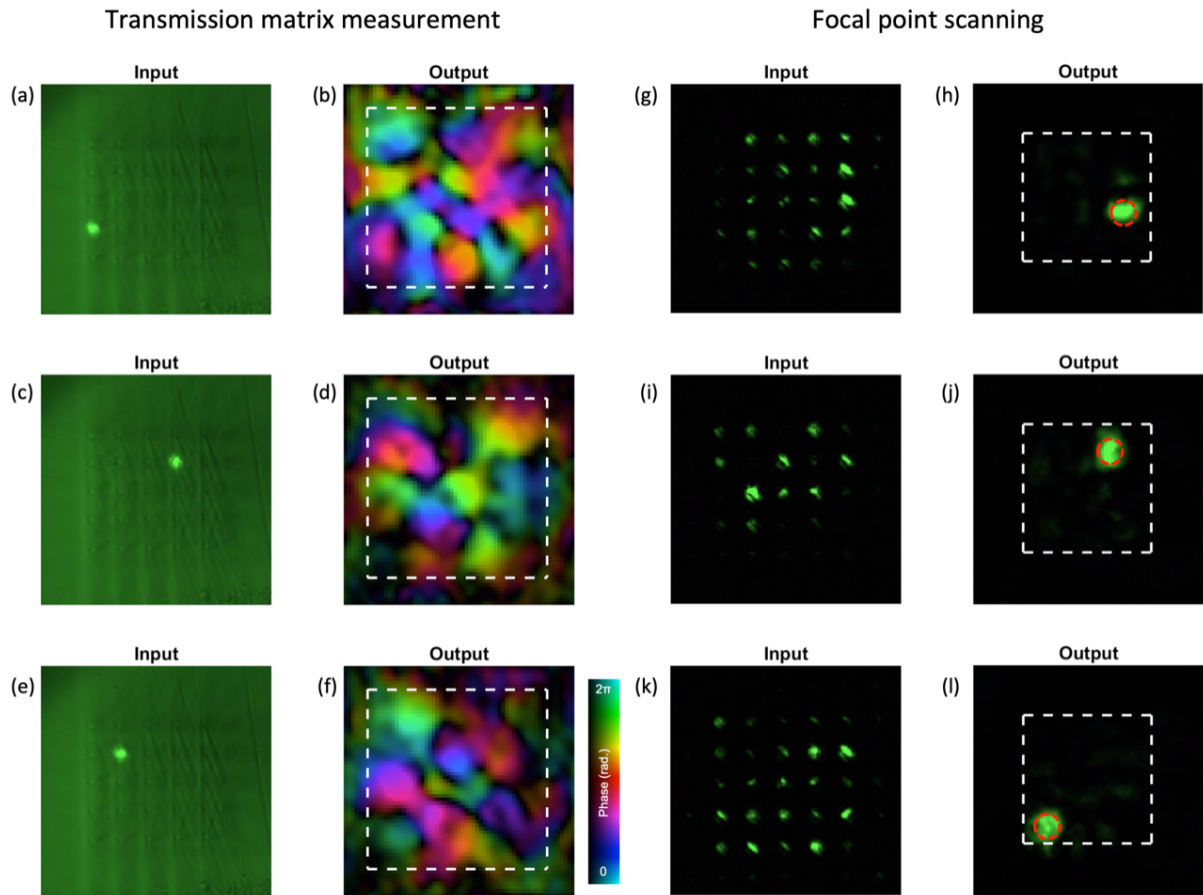 Transmission matrix measurement
Focal point scanning
Input
Output
Input
Output
(a)
(b)
(g)
(h)
Input
Output
Input
Output
(c)
(d)
(i)
(j)
Input
Output
Input
Output
(e)
(f)
2π
Phase (rad.)
0
(k)
(l)